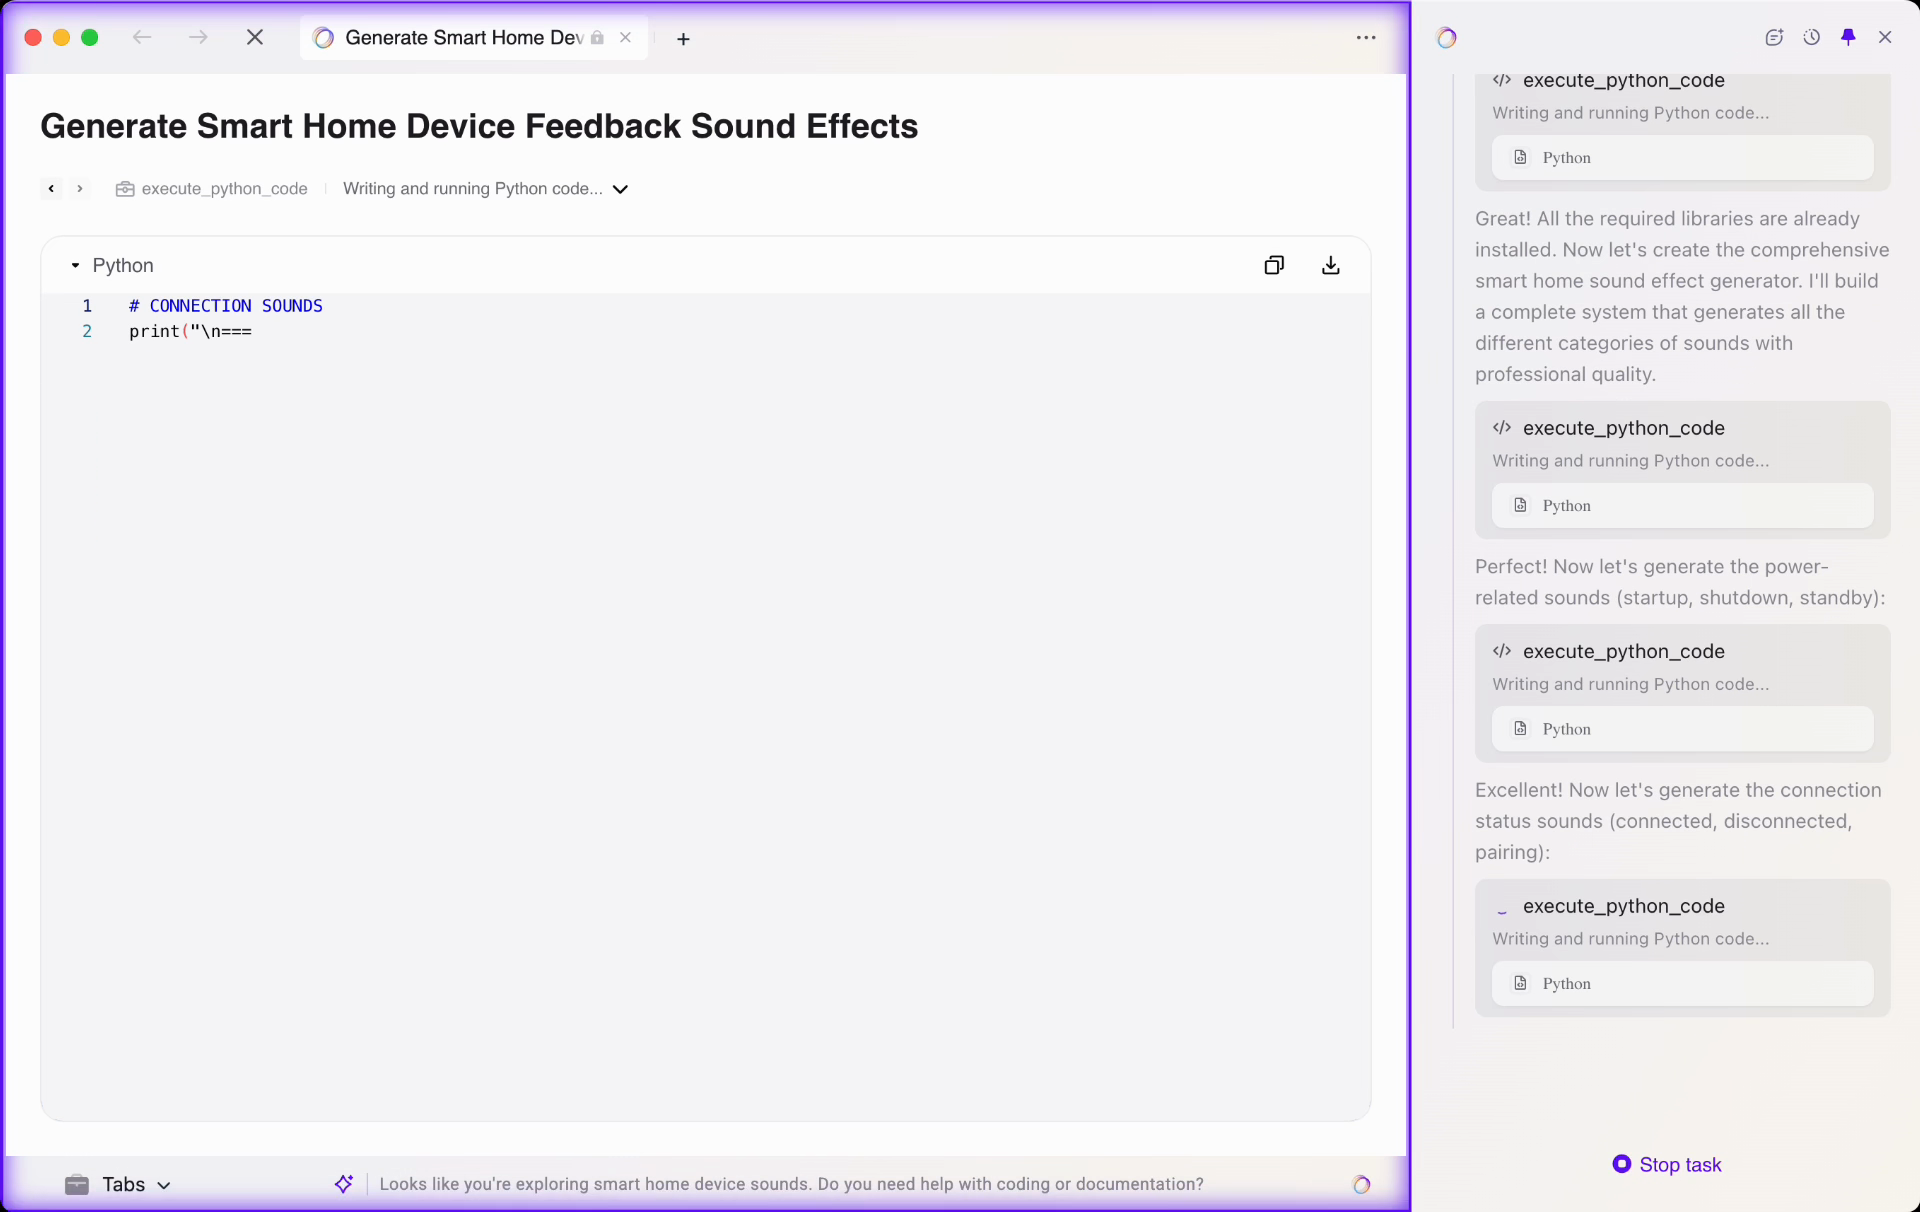 Generate Smart Home Dev
Generate Smart Home Device Feedback Sound Effects
execute_python_code
Writing and running Python code...
Python
1 # CONNECTION SOUNDS
2 print("\n===
Tabs
Looks like you're exploring smart home device sounds. Do you need help with coding or documentation?
execute_python_code
Writing and running Python code...
Python
Great! All the required libraries are already
installed. Now let's create the comprehensive
smart home sound effect generator. I'll build
a complete system that generates all the
different categories of sounds with
professional quality.
execute_python_code
Writing and running Python code...
Python
Perfect! Now let's generate the power-
related sounds (startup, shutdown, standby):
execute_python_code
Writing and running Python code...
Python
Excellent! Now let's generate the connection
status sounds (connected, disconnected,
pairing):
execute_python_code
Writing and running Python code...
Python
Stop task